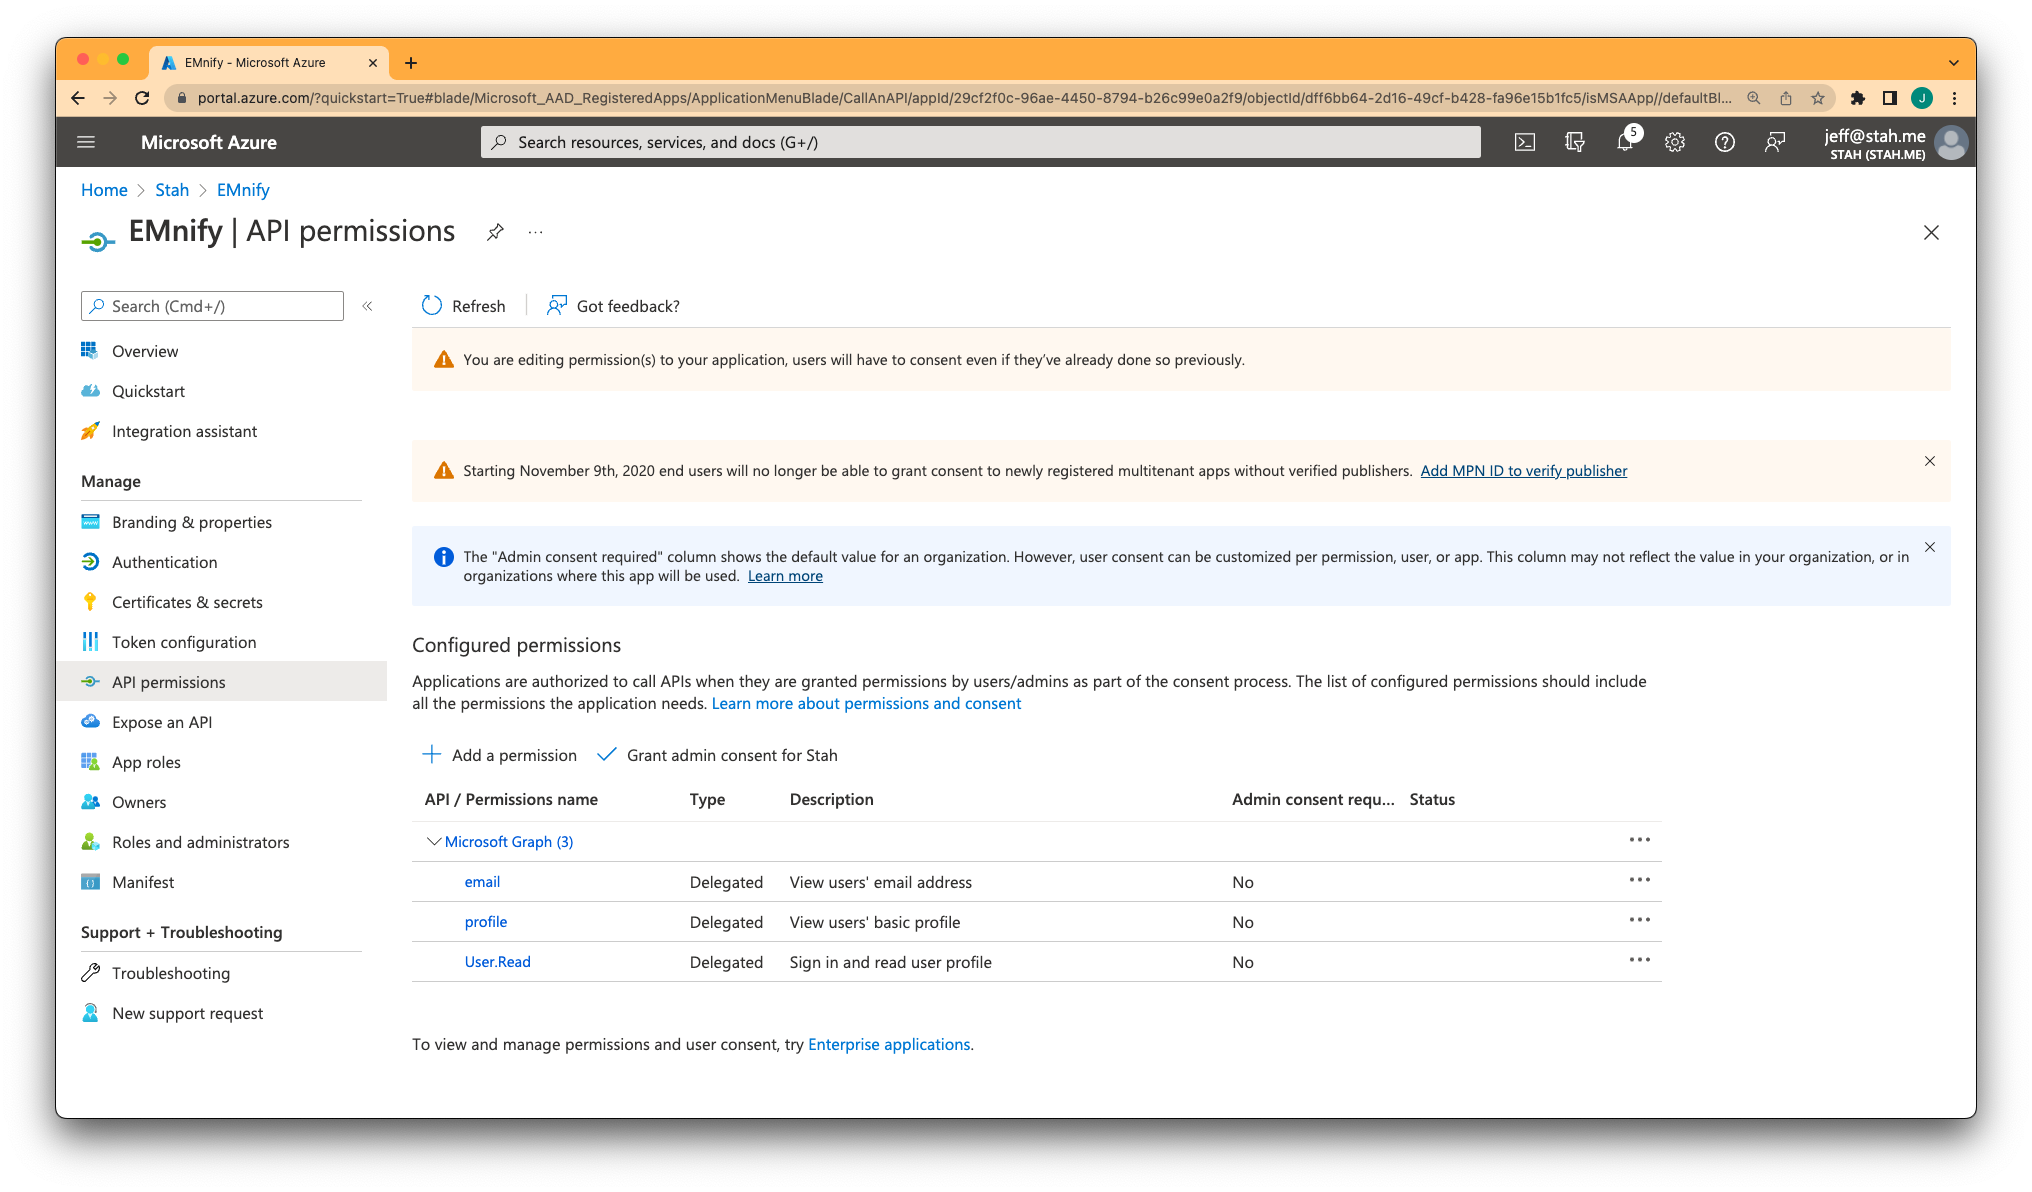 EMnify - Microsoft Azure
portal.azure.com/?quickstart=True#blade/Microsoft_AAD_RegisteredApps/ApplicationMenuBlade/CallAnAPI/appId/29cf2f0c-96ae-4450-8794-b26c99e0a2f9/objectId/dff6bb64-2d16-49cf-b428-fa96e15b1fc5/isMSAApp//defaultBl...
J
Microsoft Azure
Search resources, services, and docs (G+/)
5
jeff@stah.me
STAH (STAH.ME)
Home > Stah > EMnify
EMnify | API permissions
Search (Cmd+/)
Overview
Quickstart
Integration assistant
Manage
Branding & properties
Authentication
Certificates & secrets
Token configuration
API permissions
Expose an API
App roles
Owners
Roles and administrators
Manifest
Support + Troubleshooting
Troubleshooting
New support request
Refresh
Got feedback?
You are editing permission(s) to your application, users will have to consent even if they've already done so previously.
Starting November 9th, 2020 end users will no longer be able to grant consent to newly registered multitenant apps without verified publishers. Add MPN ID to verify publisher
The "Admin consent required" column shows the default value for an organization. However, user consent can be customized per permission, user, or app. This column may not reflect the value in your organization, or in
organizations where this app will be used. Learn more
Configured permissions
Applications are authorized to call APIs when they are granted permissions by users/admins as part of the consent process. The list of configured permissions should include
all the permissions the application needs. Learn more about permissions and consent
Add a permission Grant admin consent for Stah
API / Permissions name Type Description Admin consent requ... Status
Microsoft Graph (3)
email Delegated View users' email address No
profile Delegated View users' basic profile No
User.Read Delegated Sign in and read user profile No
To view and manage permissions and user consent, try Enterprise applications.